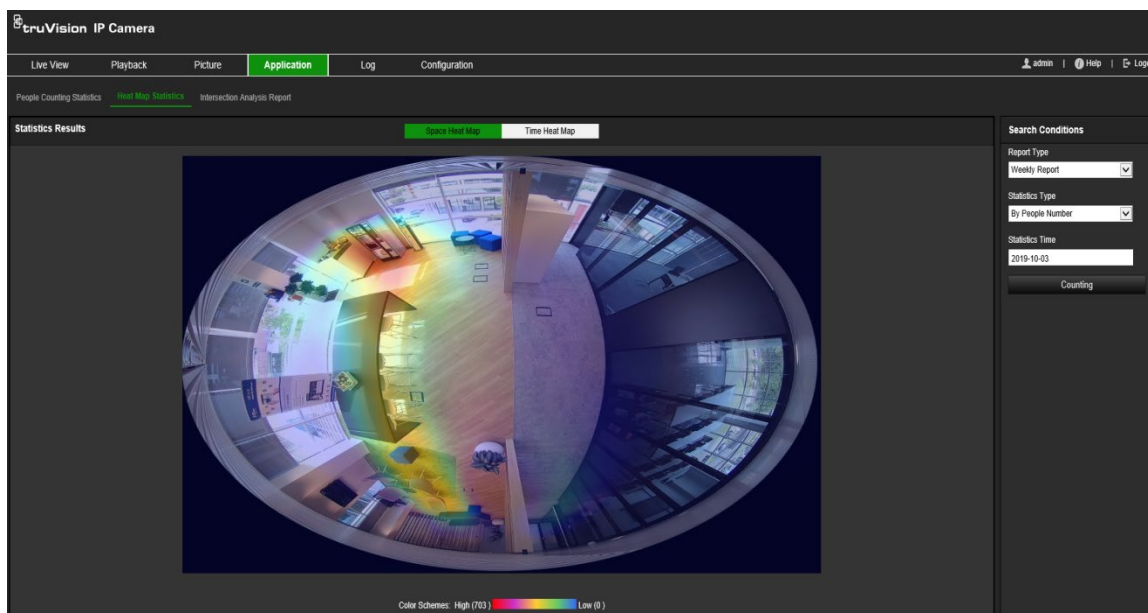 truVision IP Camera
Live View Playback Picture Application Log Configuration admin | Help | Logo
People Counting Statistics Heat Map Statistics Intersection Analysis Report
Statistics Results Space Heat Map Time Heat Map Search Conditions
Report Type
Weekly Report
Statistics Type
By People Number
Statistics Time
2019-10-03
Counting
Color Schemes: High (703 ) Low (0 )